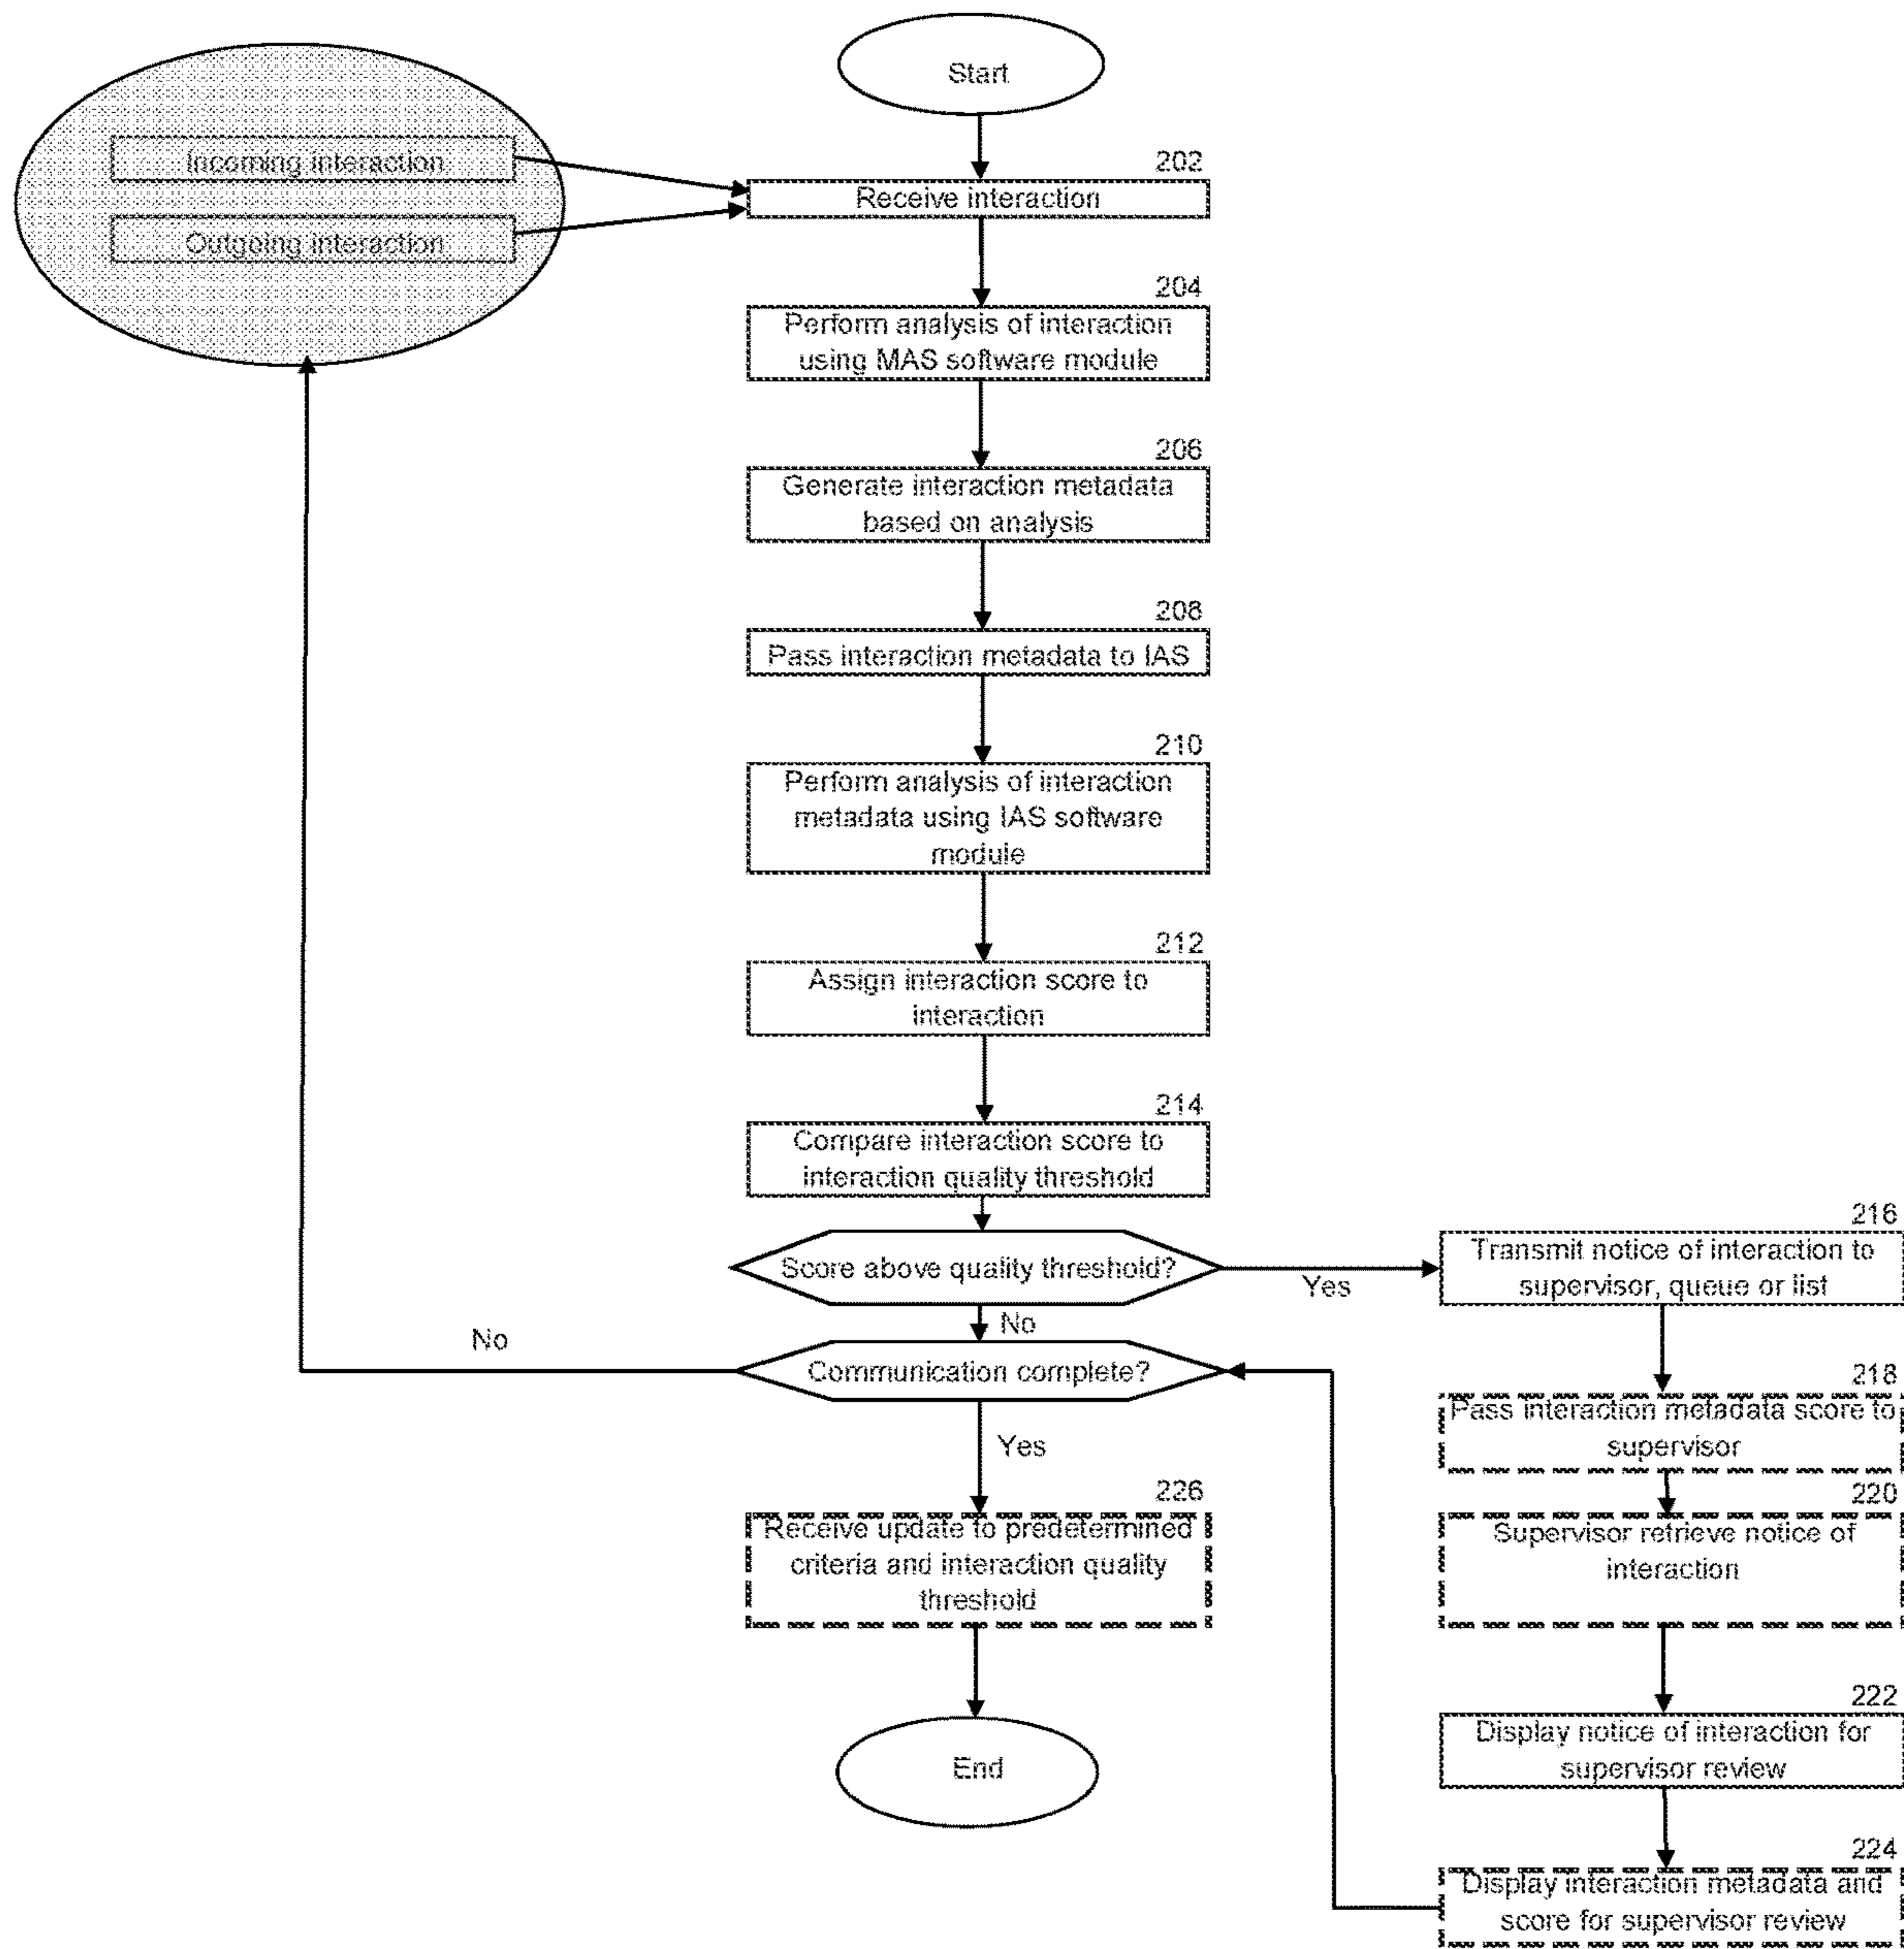 Start
Incoming interaction
Outgoing interaction
202
Receive interaction
204
Perform analysis of interaction
using MAS software module
206
Generate interaction metadata
based on analysis
208
Pass interaction metadata to IAS
210
Perform analysis of interaction
metadata using IAS software
module
212
Assign interaction score to
interaction
214
Compare interaction score to
interaction quality threshold
Score above quality threshold?
Yes
No
Communication complete?
No
Yes
226
Receive update to predetermined
criteria and interaction quality
threshold
End
216
Transmit notice of interaction to
supervisor, queue or list
218
Pass interaction metadata score to
supervisor
220
Supervisor retrieve notice of
interaction
222
Display notice of interaction for
supervisor review
224
Display interaction metadata and
score for supervisor review